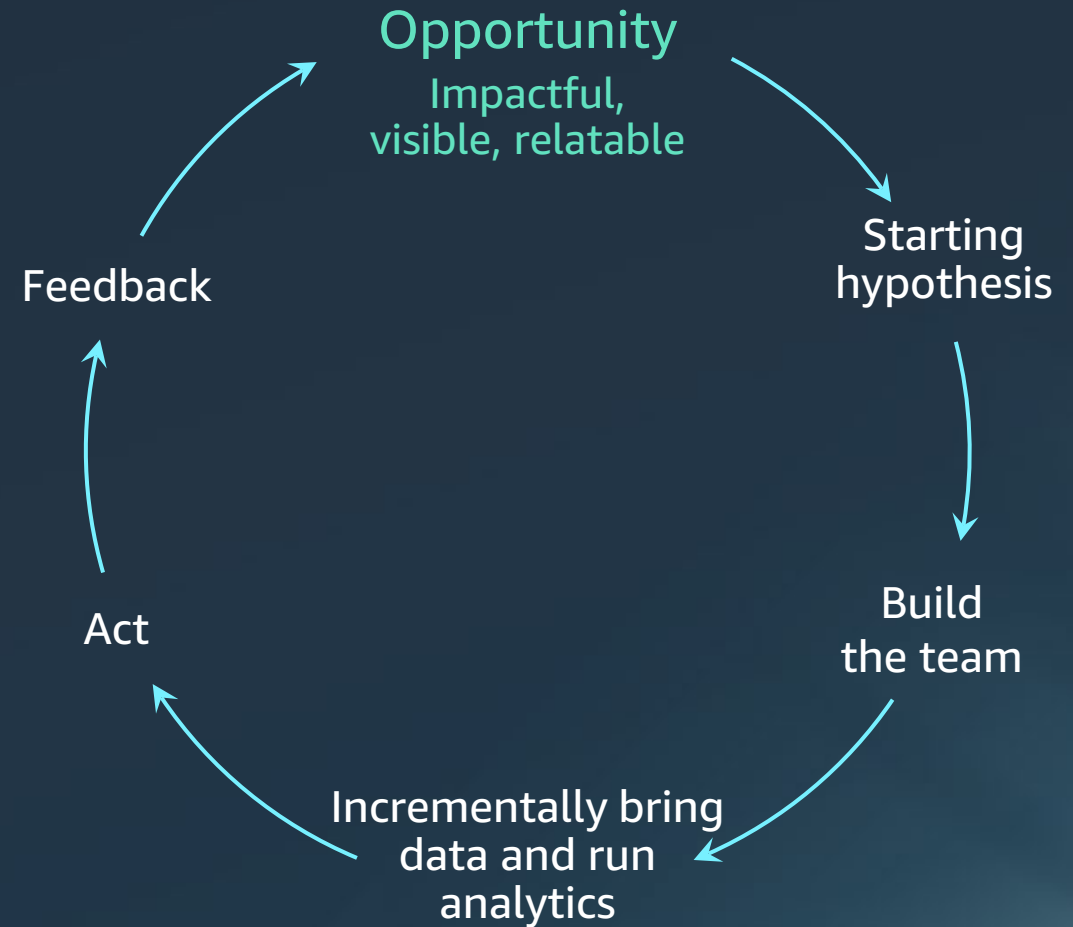 Opportunity
Impactful,
visible, relatable
Starting
hypothesis
Build
the team
Incrementally bring
data and run
analytics
Act
Feedback